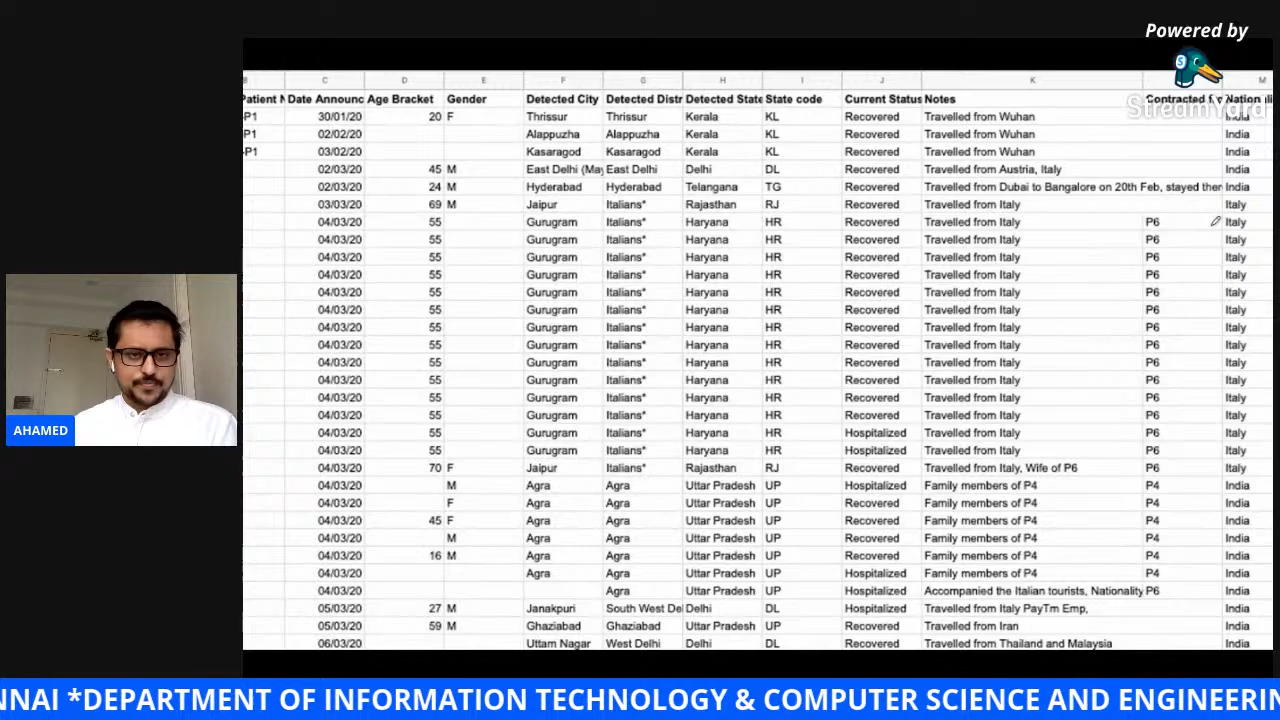 Powered by
StreamYard
B C D E F G H I J K M
Patient N Date Announc Age Bracket Gender Detected City Detected Distr Detected State State code Current Status Notes Contracted fr Nation
-P1 30/01/20 20 F Thrissur Thrissur Kerala KL Recovered Travelled from Wuhan India
-P1 02/02/20 Alappuzha Alappuzha Kerala KL Recovered Travelled from Wuhan India
-P1 03/02/20 Kasaragod Kasaragod Kerala KL Recovered Travelled from Wuhan India
02/03/20 45 M East Delhi (May East Delhi Delhi DL Recovered Travelled from Austria, Italy India
02/03/20 24 M Hyderabad Hyderabad Telangana TG Recovered Travelled from Dubai to Bangalore on 20th Feb, stayed ther India
03/03/20 69 M Jaipur Italians* Rajasthan RJ Recovered Travelled from Italy Italy
04/03/20 55 Gurugram Italians* Haryana HR Recovered Travelled from Italy P6 Italy
04/03/20 55 Gurugram Italians* Haryana HR Recovered Travelled from Italy P6 Italy
04/03/20 55 Gurugram Italians* Haryana HR Recovered Travelled from Italy P6 Italy
04/03/20 55 Gurugram Italians* Haryana HR Recovered Travelled from Italy P6 Italy
04/03/20 55 Gurugram Italians* Haryana HR Recovered Travelled from Italy P6 Italy
04/03/20 55 Gurugram Italians* Haryana HR Recovered Travelled from Italy P6 Italy
04/03/20 55 Gurugram Italians* Haryana HR Recovered Travelled from Italy P6 Italy
04/03/20 55 Gurugram Italians* Haryana HR Recovered Travelled from Italy P6 Italy
04/03/20 55 Gurugram Italians* Haryana HR Recovered Travelled from Italy P6 Italy
04/03/20 55 Gurugram Italians* Haryana HR Recovered Travelled from Italy P6 Italy
04/03/20 55 Gurugram Italians* Haryana HR Recovered Travelled from Italy P6 Italy
04/03/20 55 Gurugram Italians* Haryana HR Recovered Travelled from Italy P6 Italy
04/03/20 55 Gurugram Italians* Haryana HR Hospitalized Travelled from Italy P6 Italy
04/03/20 55 Gurugram Italians* Haryana HR Hospitalized Travelled from Italy P6 Italy
04/03/20 70 F Jaipur Italians* Rajasthan RJ Recovered Travelled from Italy, Wife of P6 P6 Italy
04/03/20 M Agra Agra Uttar Pradesh UP Hospitalized Family members of P4 P4 India
04/03/20 F Agra Agra Uttar Pradesh UP Recovered Family members of P4 P4 India
04/03/20 45 F Agra Agra Uttar Pradesh UP Recovered Family members of P4 P4 India
04/03/20 M Agra Agra Uttar Pradesh UP Recovered Family members of P4 P4 India
04/03/20 16 M Agra Agra Uttar Pradesh UP Recovered Family members of P4 P4 India
04/03/20 Agra Agra Uttar Pradesh UP Hospitalized Family members of P4 P4 India
04/03/20 Agra Uttar Pradesh UP Hospitalized Accompanied the Italian tourists, Nationality P6 India
05/03/20 27 M Janakpuri South West De Delhi DL Hospitalized Travelled from Italy PayTm Emp, India
05/03/20 59 M Ghaziabad Ghaziabad Uttar Pradesh UP Recovered Travelled from Iran India
06/03/20 Uttam Nagar West Delhi Delhi DL Recovered Travelled from Thailand and Malaysia India
AHAMED
NNAI *DEPARTMENT OF INFORMATION TECHNOLOGY & COMPUTER SCIENCE AND ENGINEERIN